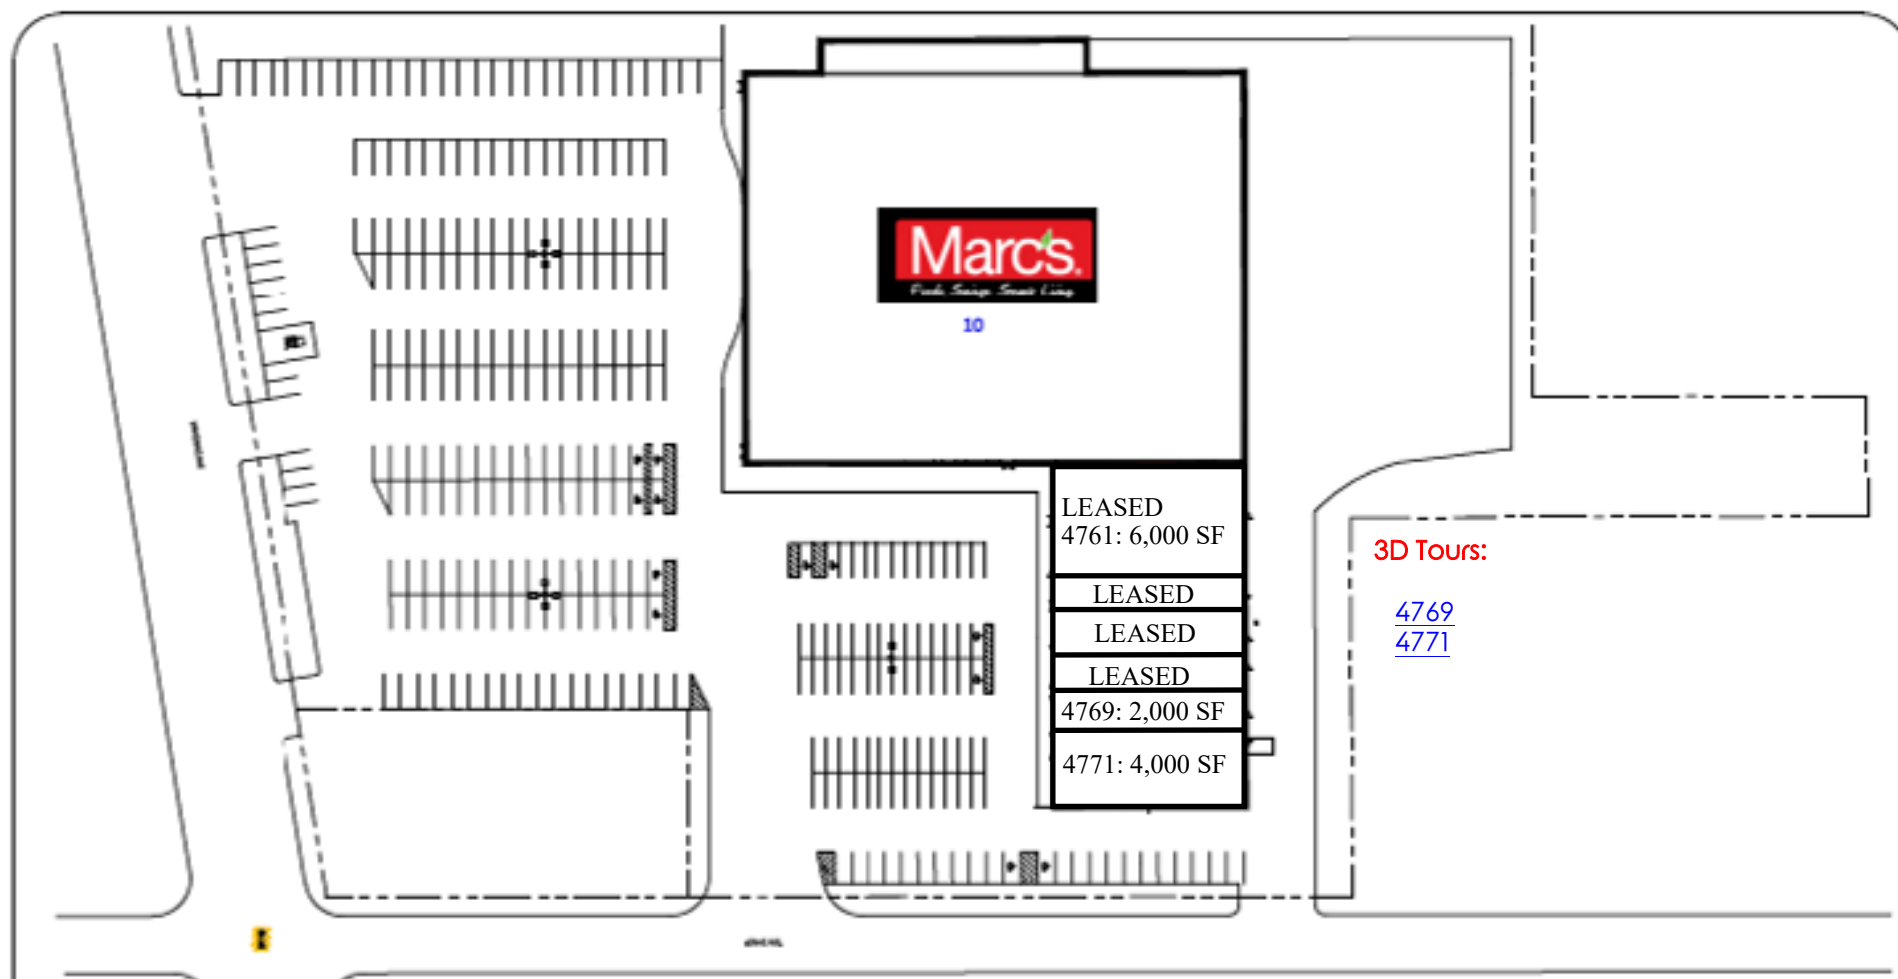 Marc's.
10
LEASED
4761: 6,000 SF
LEASED
LEASED
LEASED
4769: 2,000 SF
4771: 4,000 SF
3D Tours:
4769
4771